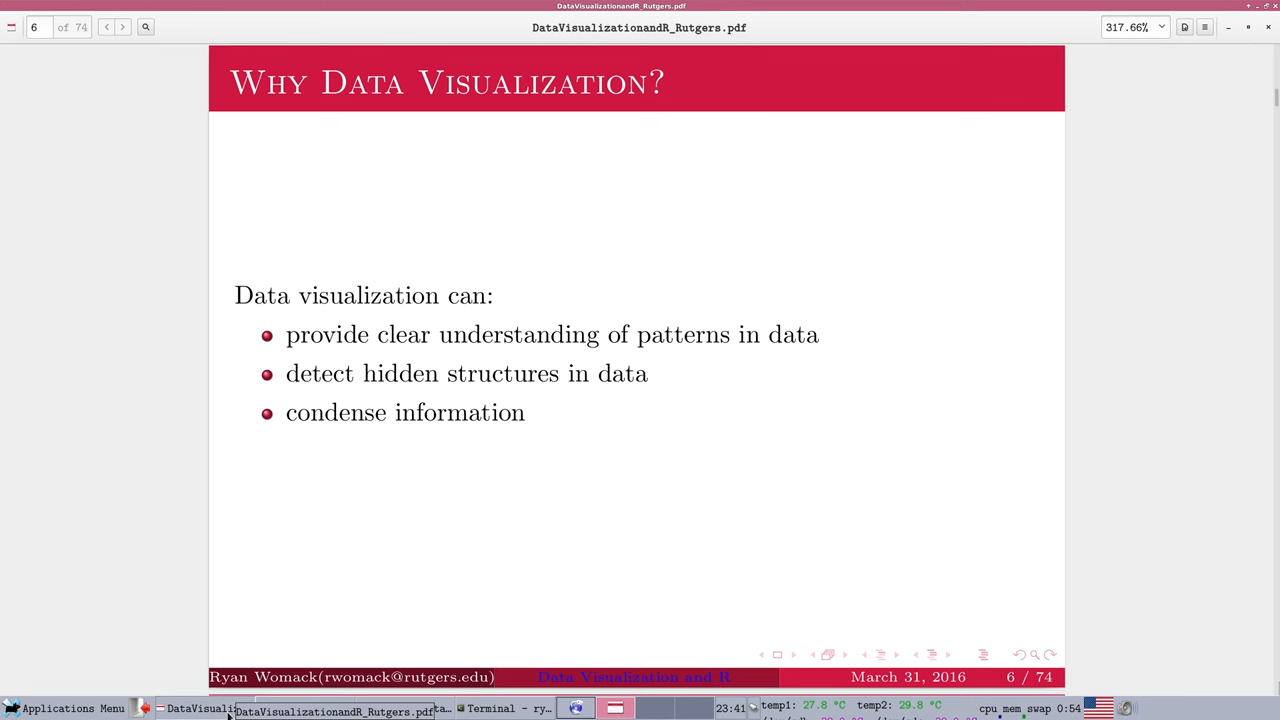 DataVisualizationandR_Rutgers.pdf
6 of 74
DataVisualizationandR_Rutgers.pdf
317.66%
WHY DATA VISUALIZATION?
Data visualization can:
provide clear understanding of patterns in data
detect hidden structures in data
condense information
Ryan Womack(rwomack@rutgers.edu) Data Visualization and R March 31, 2016 6 / 74
Applications Menu DataVisuali Terminal - ry... 23:41 temp1: 27.8 °C temp2: 29.8 °C cpu mem swap 0:54
DataVisualizationandR_Rutgers.pdf